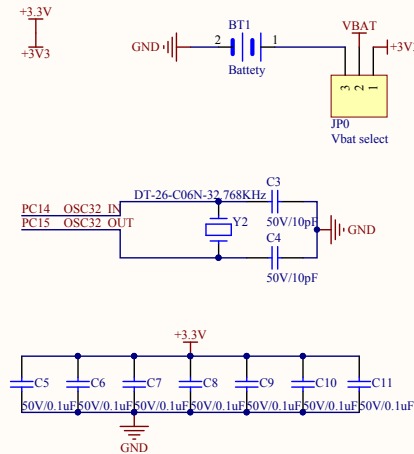 +3.3V
+3V3
BT1
GND
2
1
Battety
VBAT
+3V3
3
2
1
JP0
Vbat select
DT-26-C06N-32.768KHz
C3
PC14 OSC32_IN
PC15 OSC32_OUT
50V/10pF
Y2
GND
C4
50V/10pF
+3.3V
C5 C6 C7 C8 C9 C10 C11
50V/0.1uF 50V/0.1uF 50V/0.1uF 50V/0.1uF 50V/0.1uF 50V/0.1uF 50V/0.1uF
GND